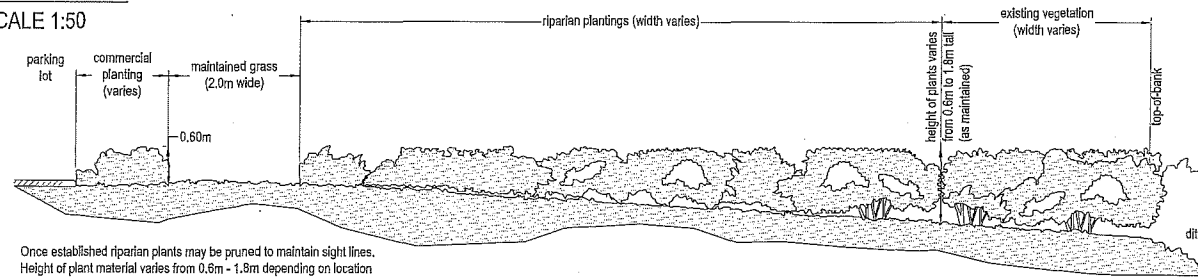 CALE 1:50
parking
lot
commercial
planting
(varies)
maintained grass
(2.0m wide)
riparian plantings (width varies)
existing vegetation
(width varies)
0.60m
height of plants varies
from 0.6m to 1.8m tall
(as maintained)
top-of-bank
dit
Once established riparian plants may be pruned to maintain sight lines.
Height of plant material varies from 0.6m - 1.8m depending on location